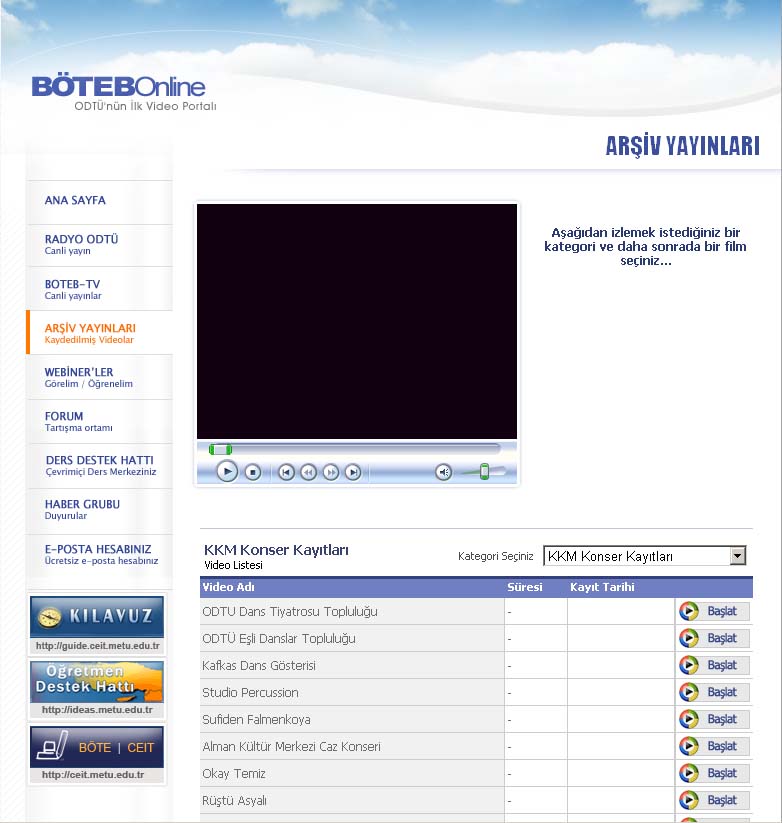 BÖTEBOnline
ODTÜ'nün İlk Video Portalı
ARŞİV YAYINLARI
ANA SAYFA
RADYO ODTÜ
Canli yayın
BOTEB-TV
Canli yayınlar
ARŞİV YAYINLARI
Kaydedilmiş Videolar
WEBİNER'LER
Görelim / Öğrenelim
FORUM
Tartışma ortamı
DERS DESTEK HATTI
Çevrimiçi Ders Merkeziniz
HABER GRUBU
Duyurular
E-POSTA HESABINIZ
Ücretsiz e-posta hesabınız
KILAVUZ
http://guide.ceit.metu.edu.tr
Öğretmen
Destek Hattı
http://ideas.metu.edu.tr
BÖTE | CEIT
http://ceit.metu.edu.tr
Aşağıdan izlemek istediğiniz bir
kategori ve daha sonrada bir film
seçiniz...
KKM Konser Kayıtları
Video Listesi
Kategori Seçiniz KKM Konser Kayıtları
Video Adı Süresi Kayıt Tarihi
ODTU Dans Tiyatrosu Topluluğu - Başlat
ODTÜ Eşli Danslar Topluluğu - Başlat
Kafkas Dans Gösterisi - Başlat
Studio Percussion - Başlat
Sufiden Falmenkoya - Başlat
Alman Kültür Merkezi Caz Konseri - Başlat
Okay Temiz - Başlat
Rüştü Asyalı - Başlat